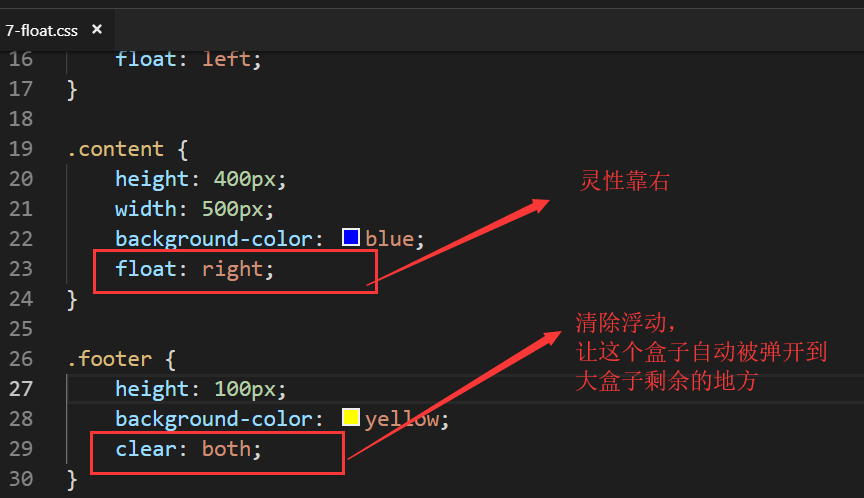 7-float.css ×
16 float: left;
17 }
18
19 .content {
20 height: 400px;
21 width: 500px;
22 background-color: blue;
23 float: right;
24 }
25
26 .footer {
27 height: 100px;
28 background-color: yellow;
29 clear: both;
30 }
灵性靠右
清除浮动，
让这个盒子自动被弹开到
大盒子剩余的地方